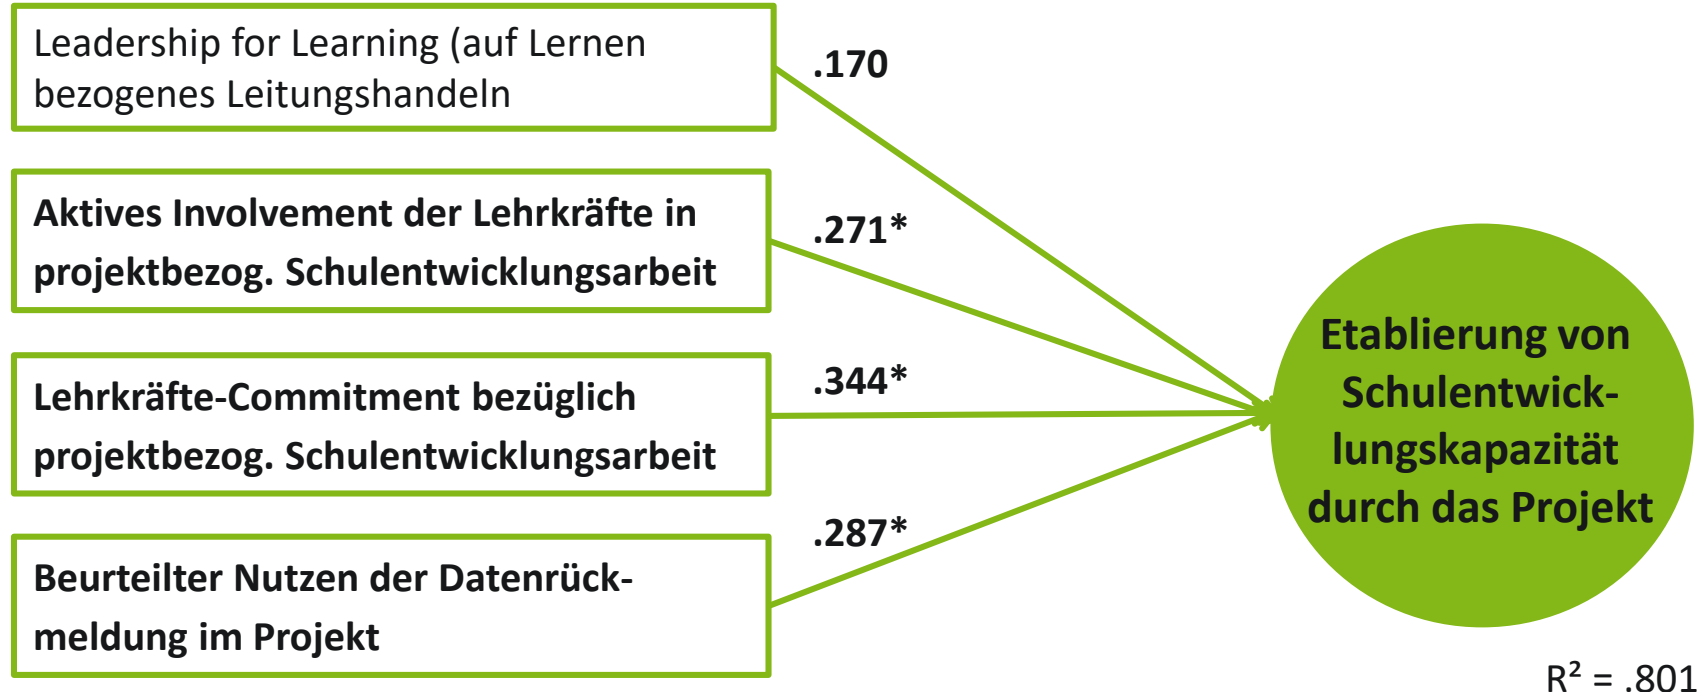 Leadership for Learning (auf Lernen
bezogenes Leitungshandeln
.170
Aktives Involvement der Lehrkräfte in
projektbezog. Schulentwicklungsarbeit
.271*
Lehrkräfte-Commitment bezüglich
projektbezog. Schulentwicklungsarbeit
.344*
Beurteilter Nutzen der Datenrück-
meldung im Projekt
.287*
Etablierung von
Schulentwick-
lungskapazität
durch das Projekt
R² = .801